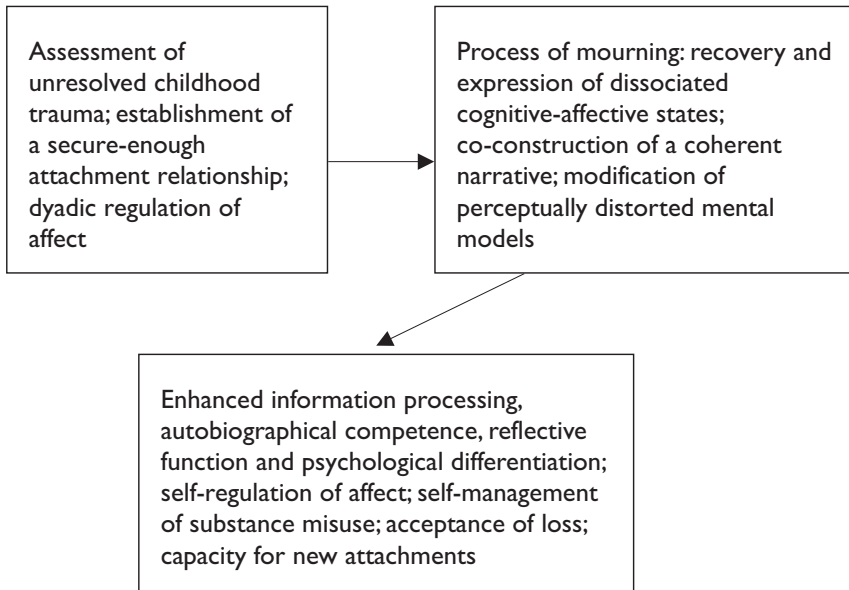 Assessment of
unresolved childhood
trauma; establishment of
a secure-enough
attachment relationship;
dyadic regulation of
affect
Process of mourning: recovery and
expression of dissociated
cognitive-affective states;
co-construction of a coherent
narrative; modification of
perceptually distorted mental
models
Enhanced information processing,
autobiographical competence, reflective
function and psychological differentiation;
self-regulation of affect; self-management
of substance misuse; acceptance of loss;
capacity for new attachments